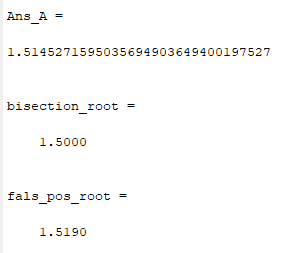 Ans_A =
1.5145271595035694903649400197527
bisection_root =
1.5000
fals_pos_root =
1.5190